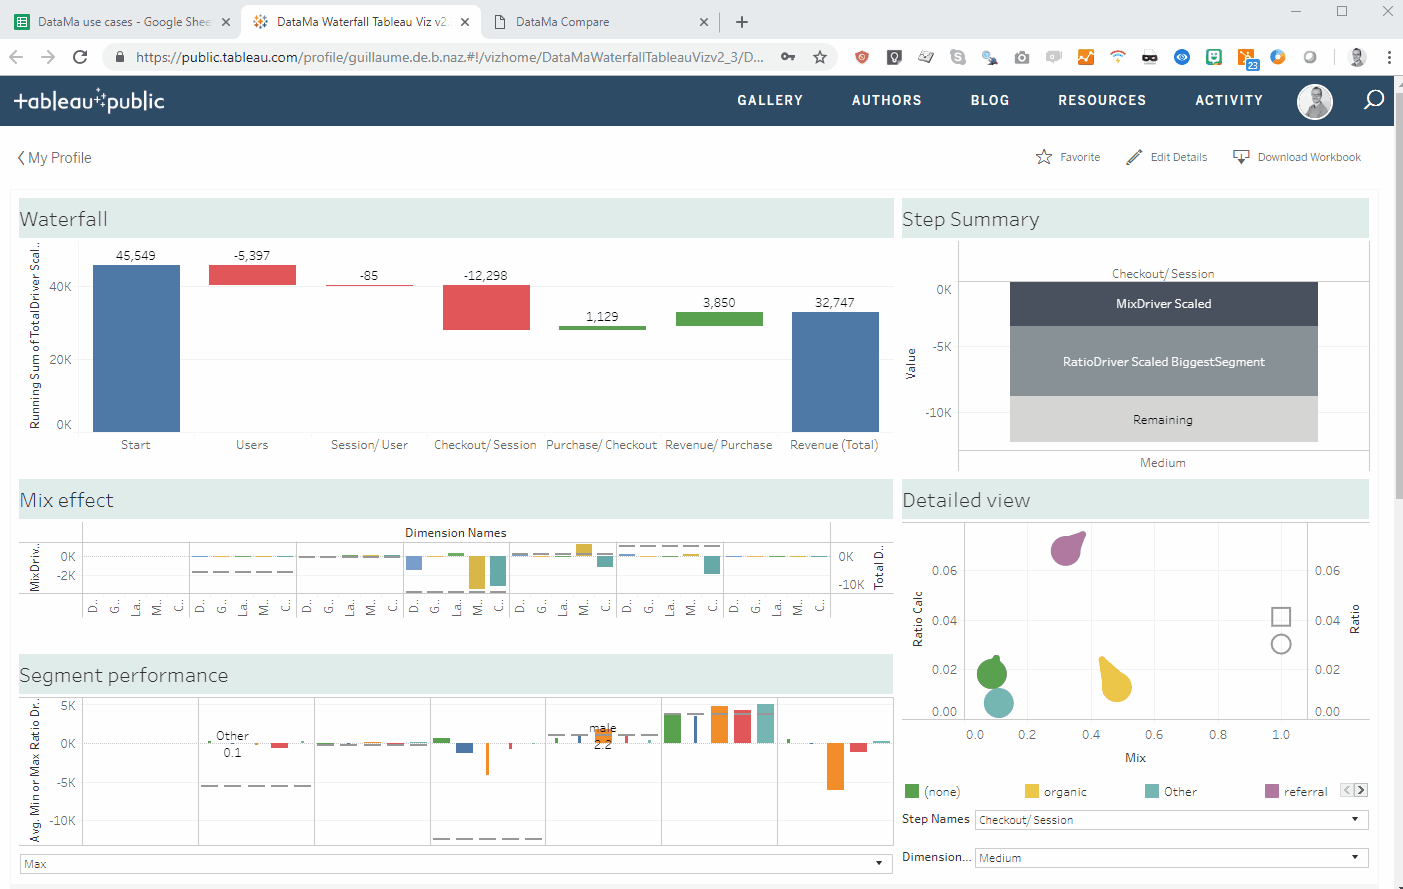 DataMa use cases - Google Shee
DataMa Waterfall Tableau Viz v2
DataMa Compare
https://public.tableau.com/profile/guillaume.de.b.naz.#!/vizhome/DataMaWaterfallTableauVizv2_3/D...
23
tableau public
GALLERY AUTHORS BLOG RESOURCES ACTIVITY
My Profile
Favorite Edit Details Download Workbook
Waterfall
Running Sum of TotalDriver Scal..
40K
20K
0K
45,549 -5,397 -85 -12,298 1,129 3,850 32,747
Start Users Session/ User Checkout/ Session Purchase/ Checkout Revenue/ Purchase Revenue (Total)
Step Summary
Checkout/ Session
Value
0K
-5K
-10K
MixDriver Scaled
RatioDriver Scaled BiggestSegment
Remaining
Medium
Mix effect
Dimension Names
MixDriv..
0K
-2K
0K
-10K
Total D..
D.. G.. La.. M.. C.. D.. G.. La.. M.. C.. D.. G.. La.. M.. C.. D.. G.. La.. M.. C.. D.. G.. La.. M.. C.. D.. G.. La.. M.. C.. D.. G.. La.. M.. C..
Segment performance
Avg. Min or Max Ratio Dr..
5K
0K
-5K
-10K
Other
0.1
male
2.2
Max
Detailed view
Ratio Calc
0.06
0.04
0.02
0.00
0.06
0.04
0.02
0.00
Ratio
0.0 0.2 0.4 0.6 0.8 1.0
Mix
(none) organic Other referral
Step Names Checkout/ Session
Dimension... Medium